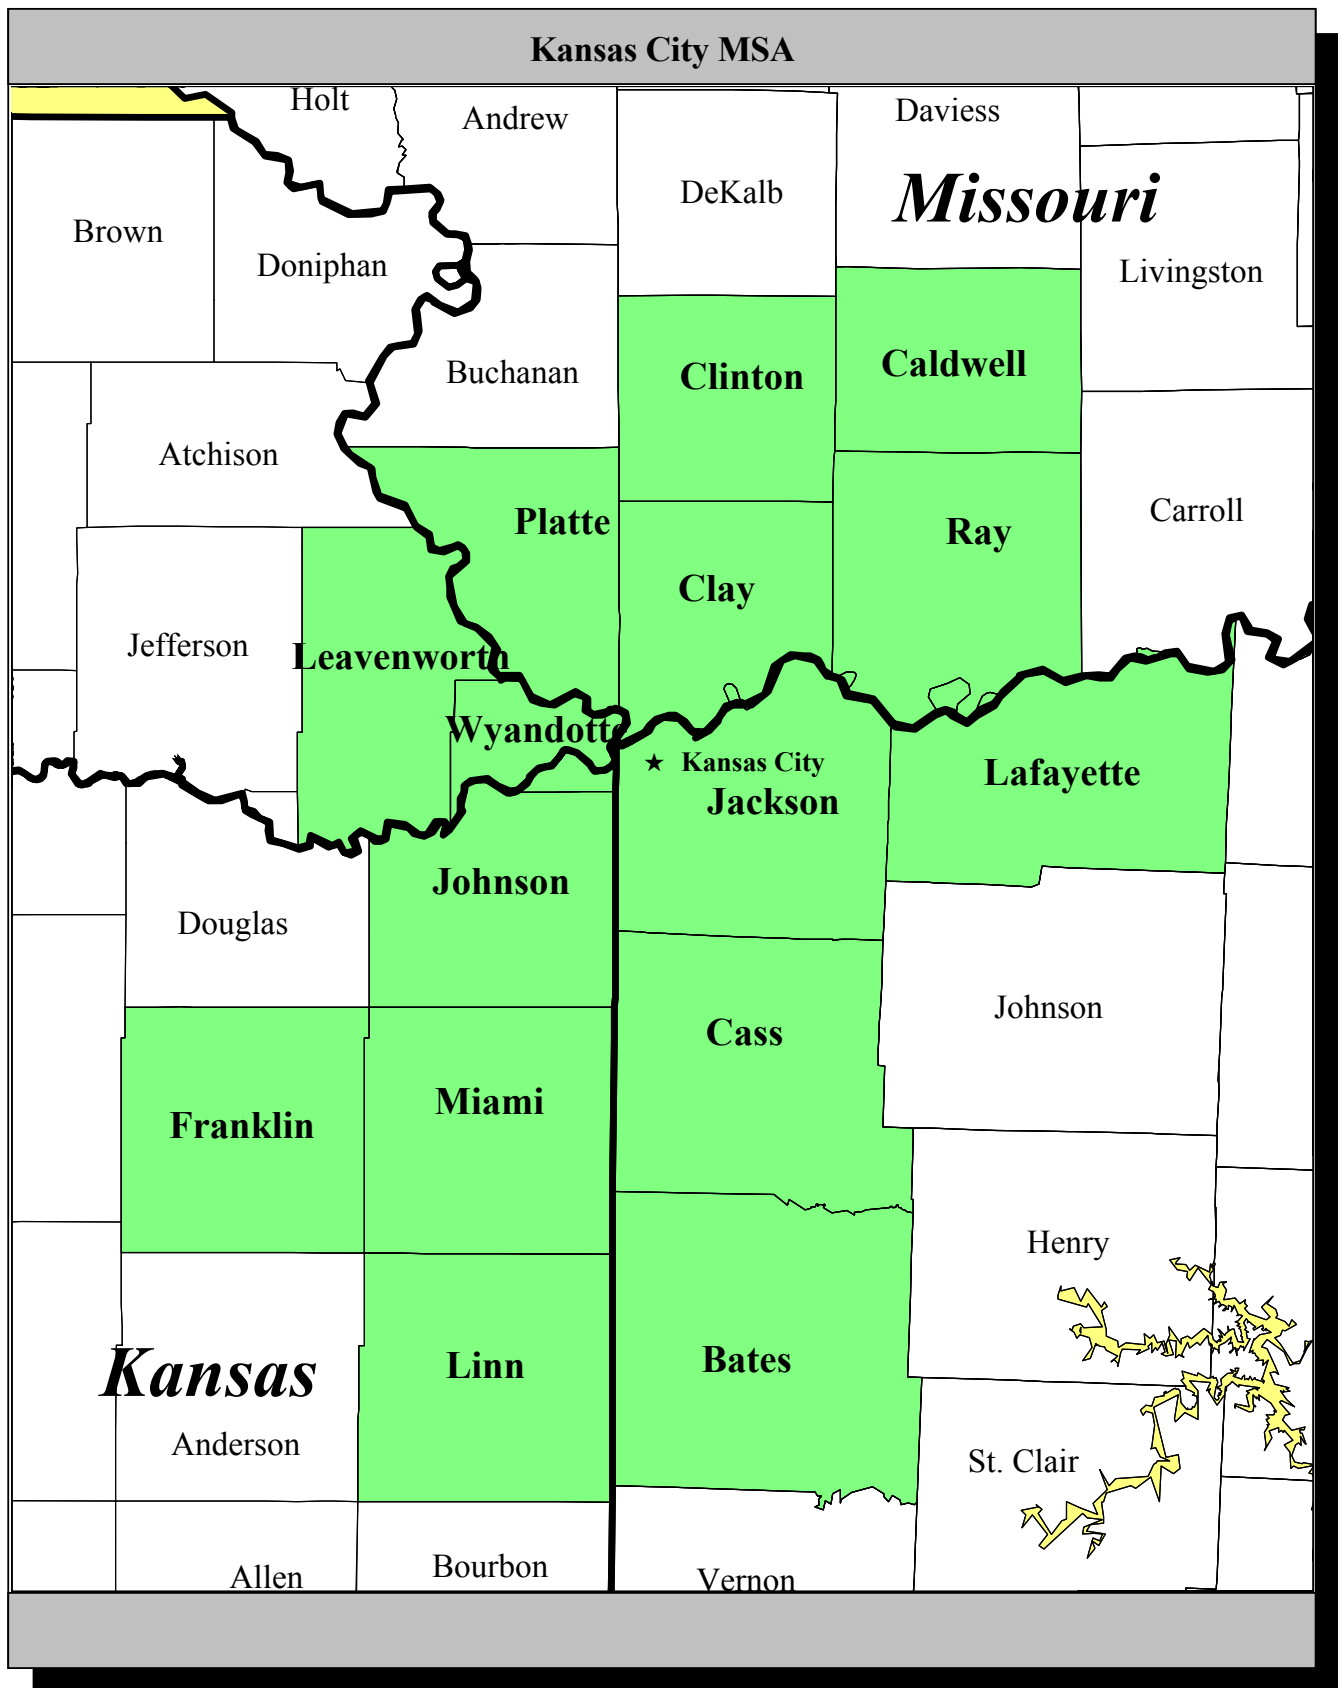 Kansas City MSA
Holt
Andrew
Daviess
DeKalb
Missouri
Brown
Doniphan
Livingston
Buchanan
Clinton
Caldwell
Atchison
Platte
Ray
Carroll
Clay
Jefferson
Leavenworth
Wyandotte
★ Kansas City
Jackson
Lafayette
Johnson
Douglas
Johnson
Cass
Miami
Franklin
Henry
Linn
Bates
Kansas
Anderson
St. Clair
Bourbon
Allen
Vernon